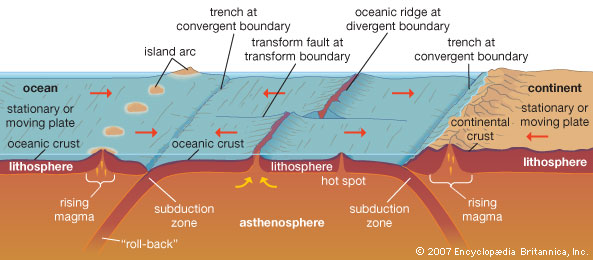 trench at
convergent boundary
oceanic ridge at
divergent boundary
island arc
transform fault at
transform boundary
trench at
convergent boundary
ocean
stationary or
moving plate
oceanic crust
lithosphere
oceanic crust
lithosphere
hot spot
continent
stationary or
moving plate
continental
crust
lithosphere
rising
magma
subduction
zone
asthenosphere
subduction
zone
rising
magma
"roll-back"
© 2007 Encyclopædia Britannica, Inc.